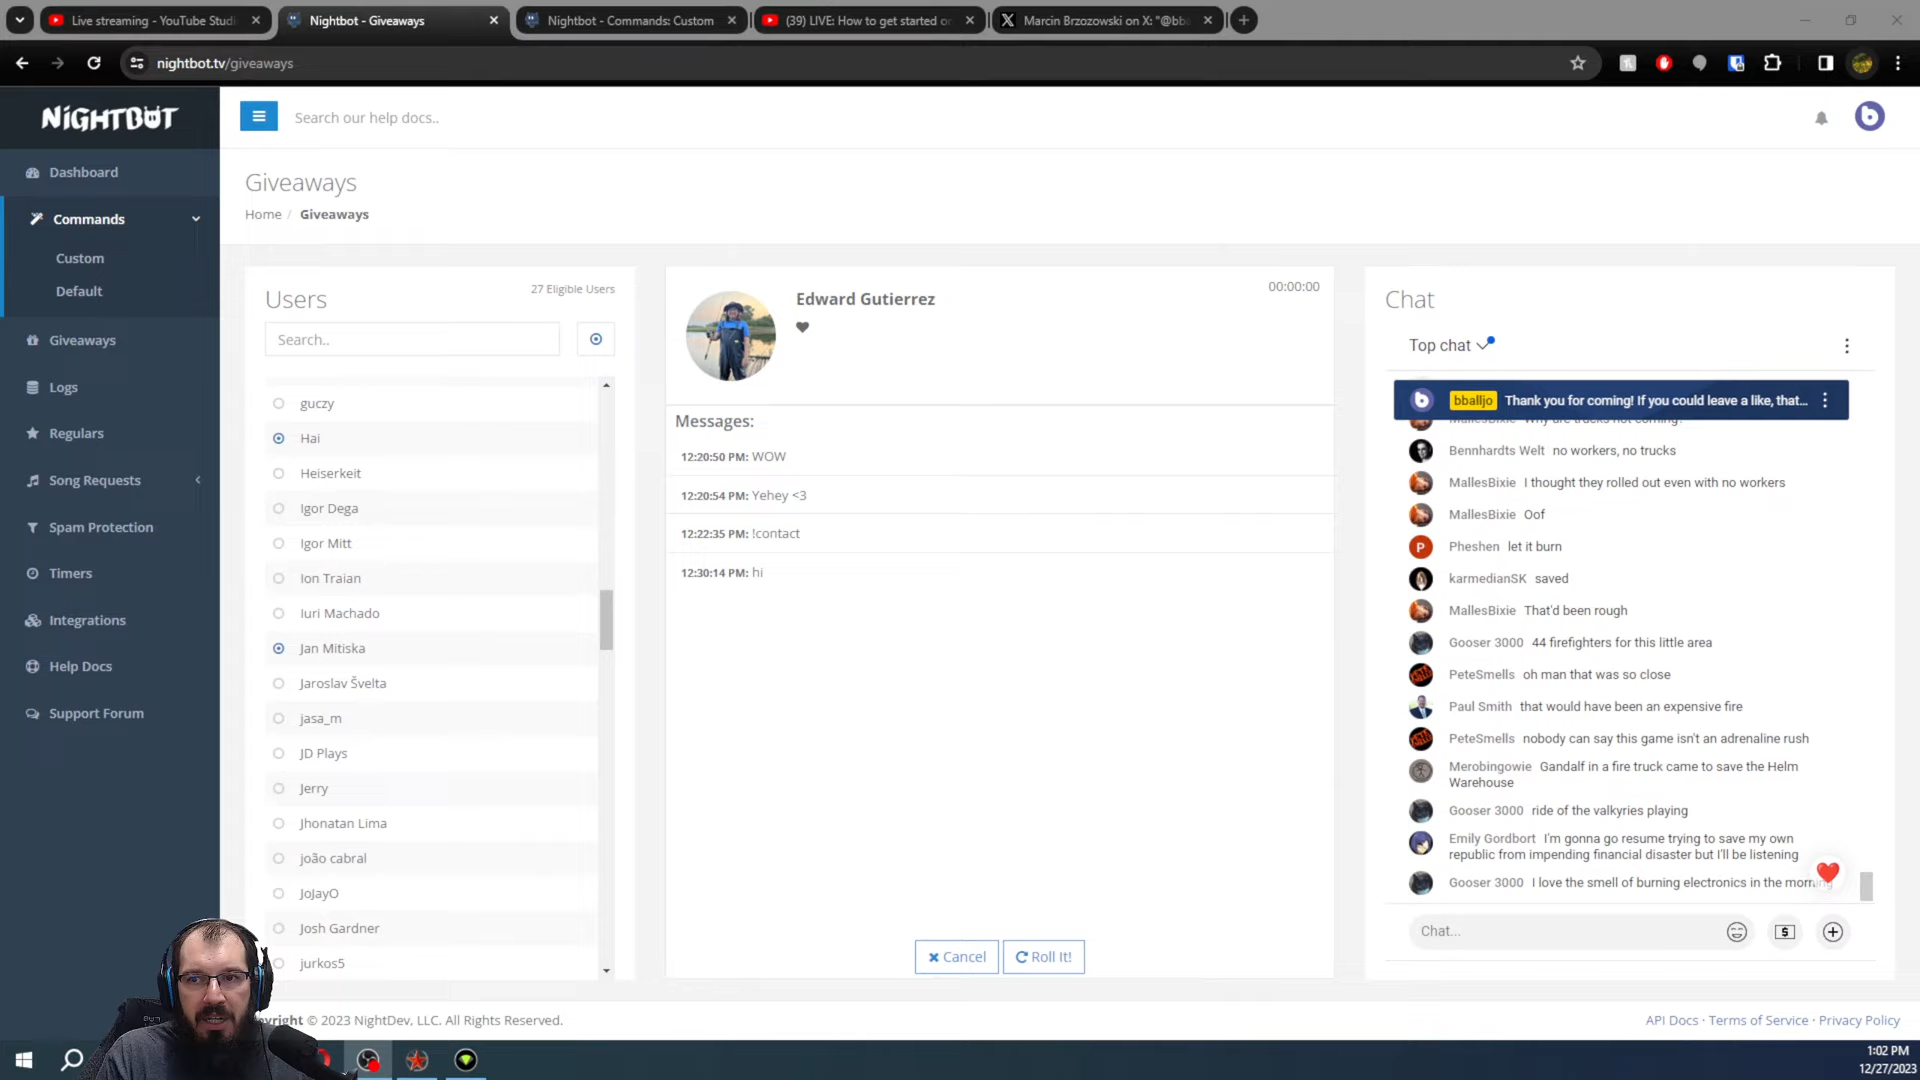 Live streaming - YouTube Studi
Nightbot - Giveaways
Nightbot - Commands: Custom
(39) LIVE: How to get started o
Marcin Brzozowski on X: "@bb
nightbot.tv/giveaways
NiGHTBOT
Search our help docs..
Dashboard
Commands
Custom
Default
Giveaways
Logs
Regulars
Song Requests
Spam Protection
Timers
Integrations
Help Docs
Support Forum
Giveaways
Home / Giveaways
Users
27 Eligible Users
Search..
guczy
Hai
Heiserkeit
Igor Dega
Igor Mitt
Ion Traian
Iuri Machado
Jan Mitiska
Jaroslav Švelta
jasa_m
JD Plays
Jerry
Jhonatan Lima
joão cabral
JoJayO
Josh Gardner
jurkos5
Edward Gutierrez
00:00:00
Messages:
12:20:50 PM: WOW
12:20:54 PM: Yehey <3
12:22:35 PM: !contact
12:30:14 PM: hi
Cancel
Roll It!
Chat
Top chat
bballjo Thank you for coming! If you could leave a like, that...
MallesBixie Why are trucks not coming?
Bennhardts Welt no workers, no trucks
MallesBixie I thought they rolled out even with no workers
MallesBixie Oof
P Pheshen let it burn
karmedianSK saved
MallesBixie That'd been rough
Gooser 3000 44 firefighters for this little area
PeteSmells oh man that was so close
Paul Smith that would have been an expensive fire
PeteSmells nobody can say this game isn't an adrenaline rush
Merobingowie Gandalf in a fire truck came to save the Helm
Warehouse
Gooser 3000 ride of the valkyries playing
Emily Gordbort I'm gonna go resume trying to save my own
republic from impending financial disaster but I'll be listening
Gooser 3000 I love the smell of burning electronics in the morning
Chat...
yright © 2023 NightDev, LLC. All Rights Reserved.
API Docs · Terms of Service · Privacy Policy
1:02 PM
12/27/2023